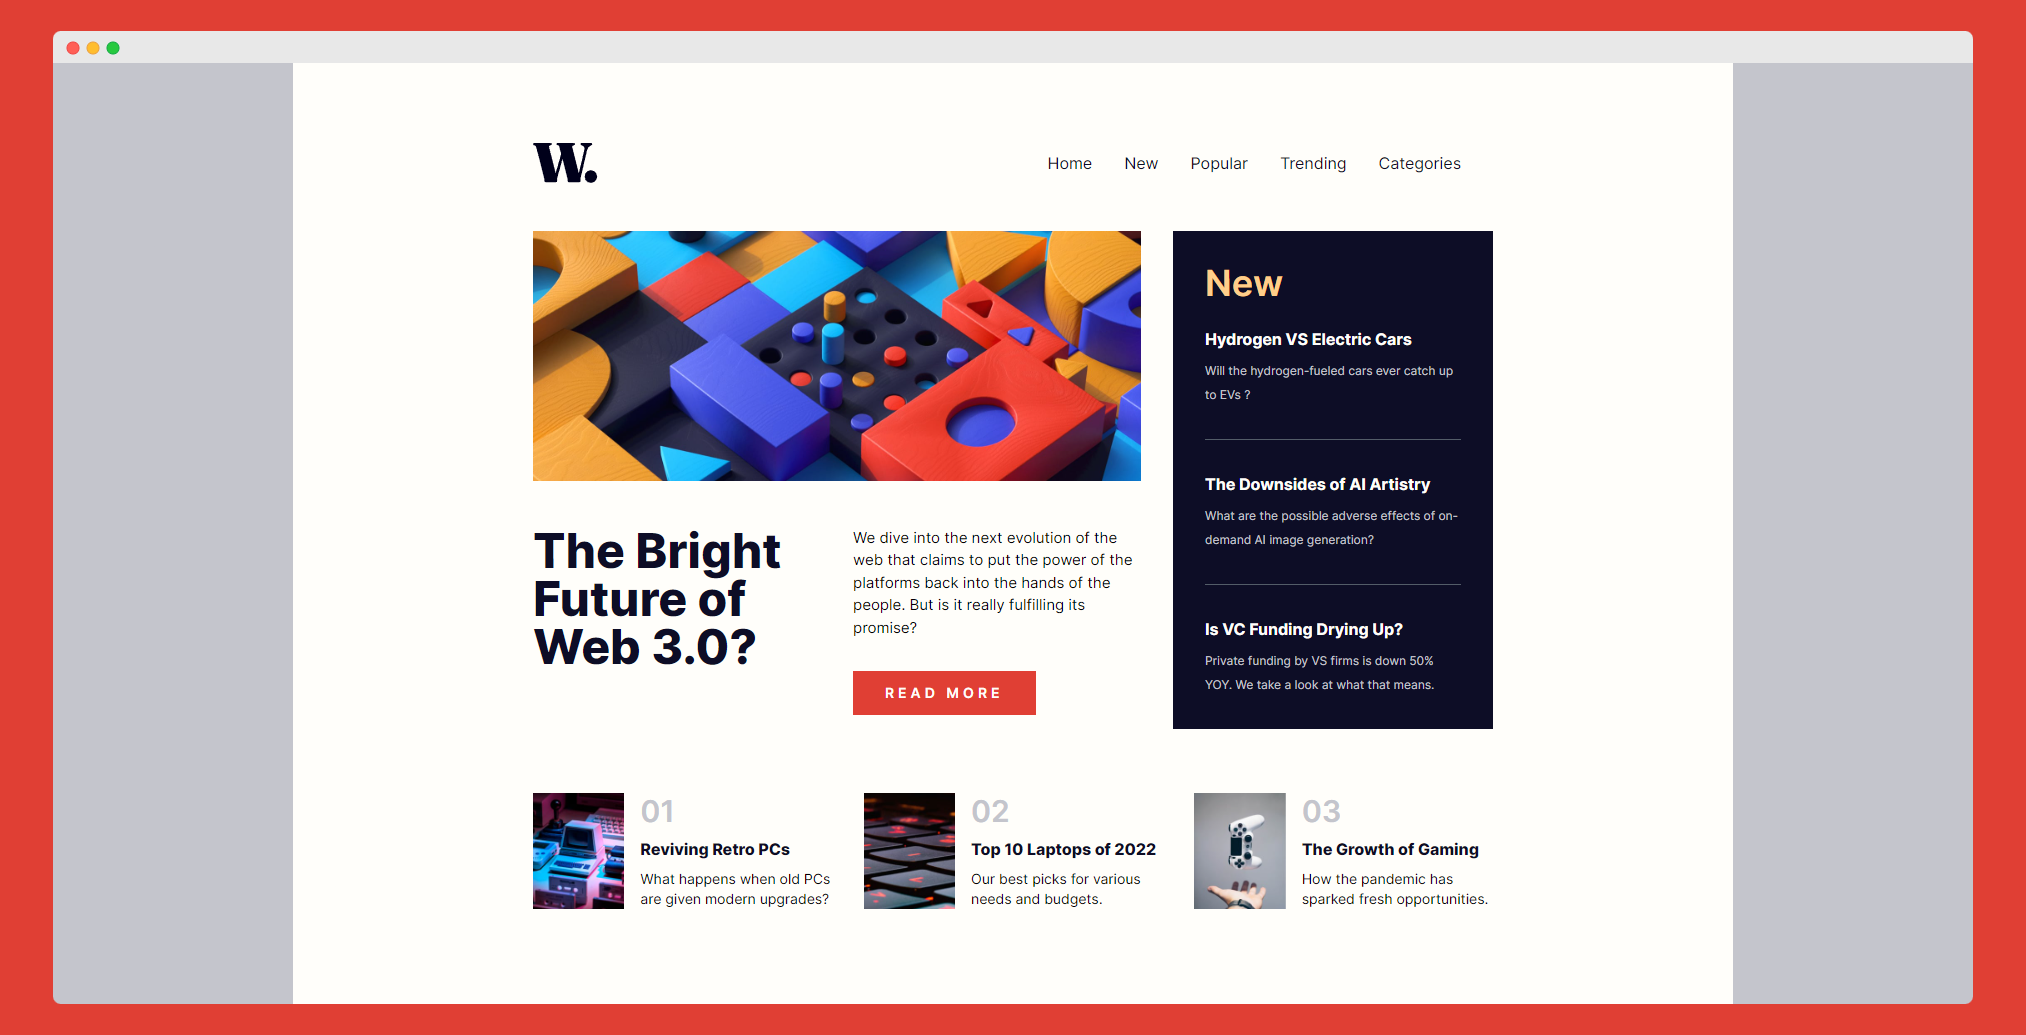 W.
Home New Popular Trending Categories
The Bright
Future of
Web 3.0?
We dive into the next evolution of the
web that claims to put the power of the
platforms back into the hands of the
people. But is it really fulfilling its
promise?
READ MORE
New
Hydrogen VS Electric Cars
Will the hydrogen-fueled cars ever catch up
to EVs ?
The Downsides of AI Artistry
What are the possible adverse effects of on-
demand AI image generation?
Is VC Funding Drying Up?
Private funding by VS firms is down 50%
YOY. We take a look at what that means.
01
Reviving Retro PCs
What happens when old PCs
are given modern upgrades?
02
Top 10 Laptops of 2022
Our best picks for various
needs and budgets.
03
The Growth of Gaming
How the pandemic has
sparked fresh opportunities.